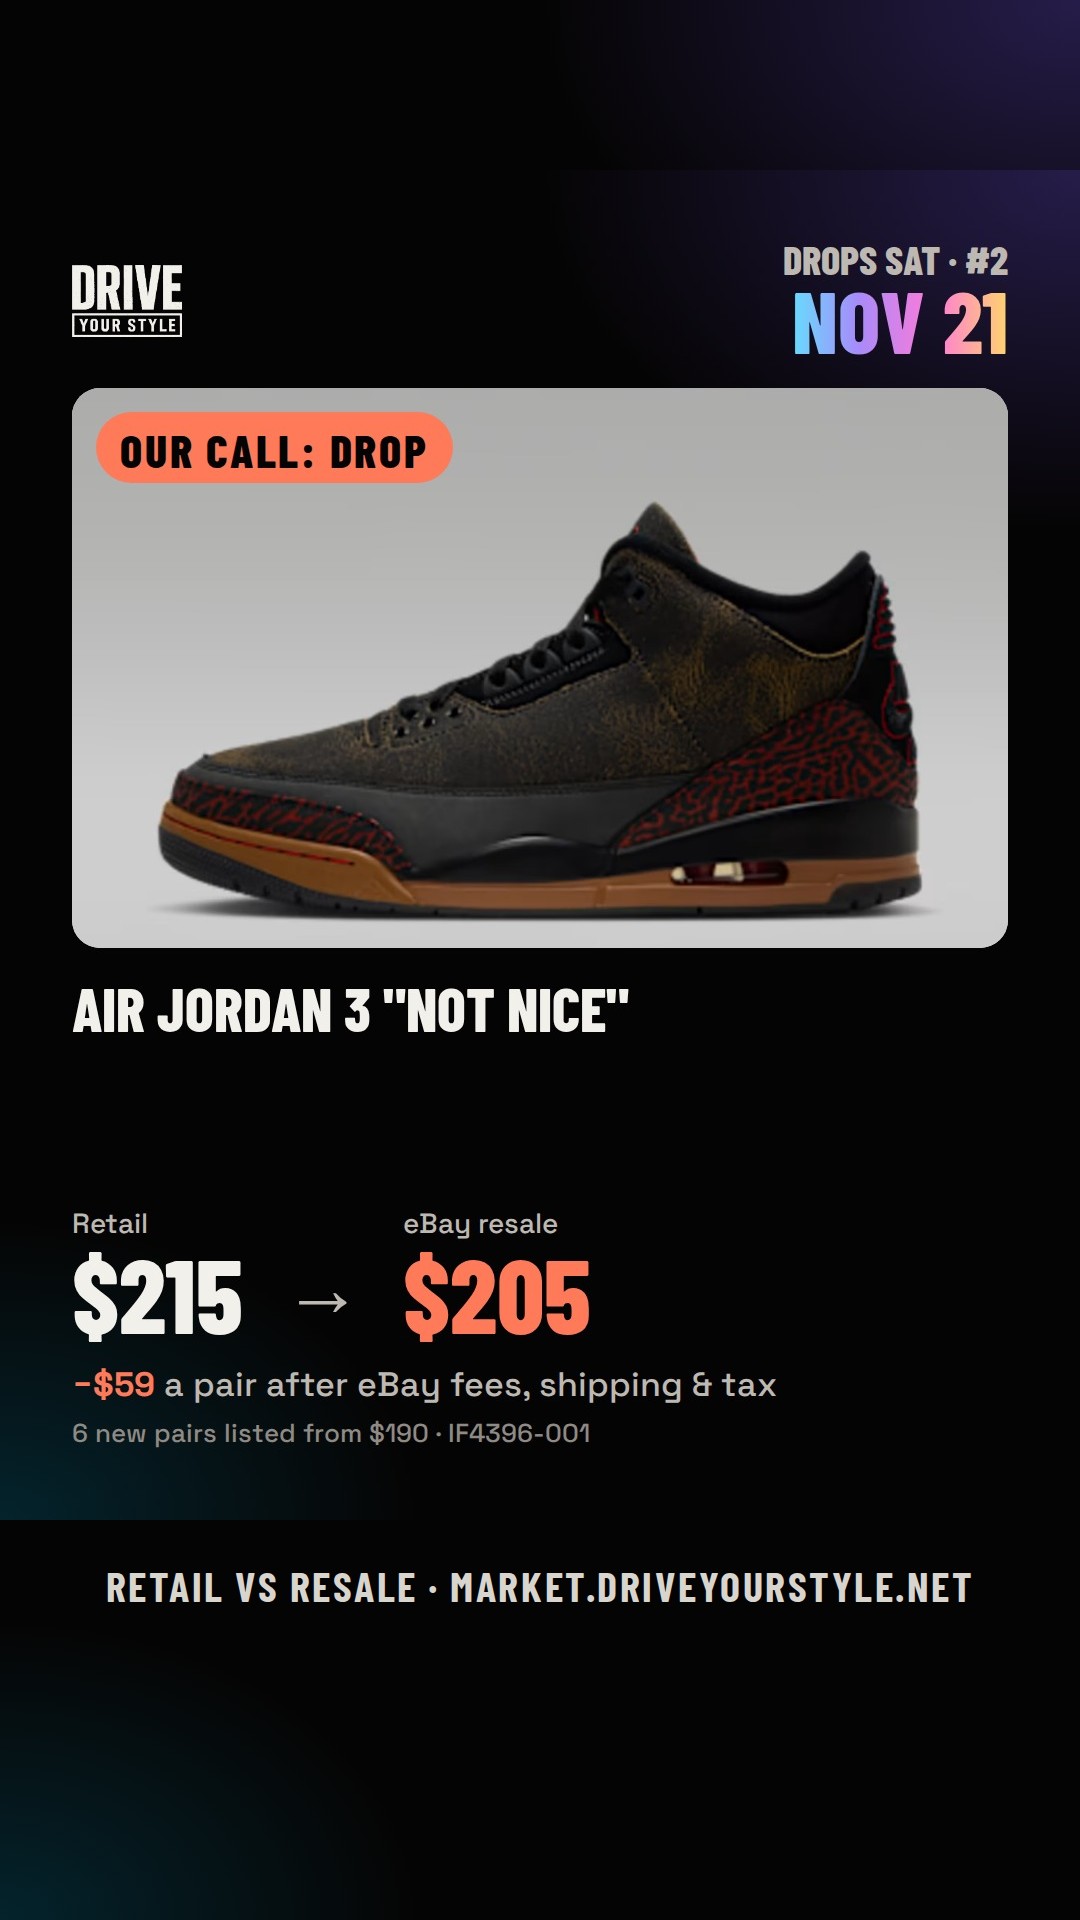 DRIVE
YOUR STYLE
DROPS SAT · #2
NOV 21
OUR CALL: DROP
AIR JORDAN 3 "NOT NICE"
Retail
eBay resale
$215 → $205
−$59 a pair after eBay fees, shipping & tax
6 new pairs listed from $190 · IF4396-001
RETAIL VS RESALE · MARKET.DRIVEYOURSTYLE.NET